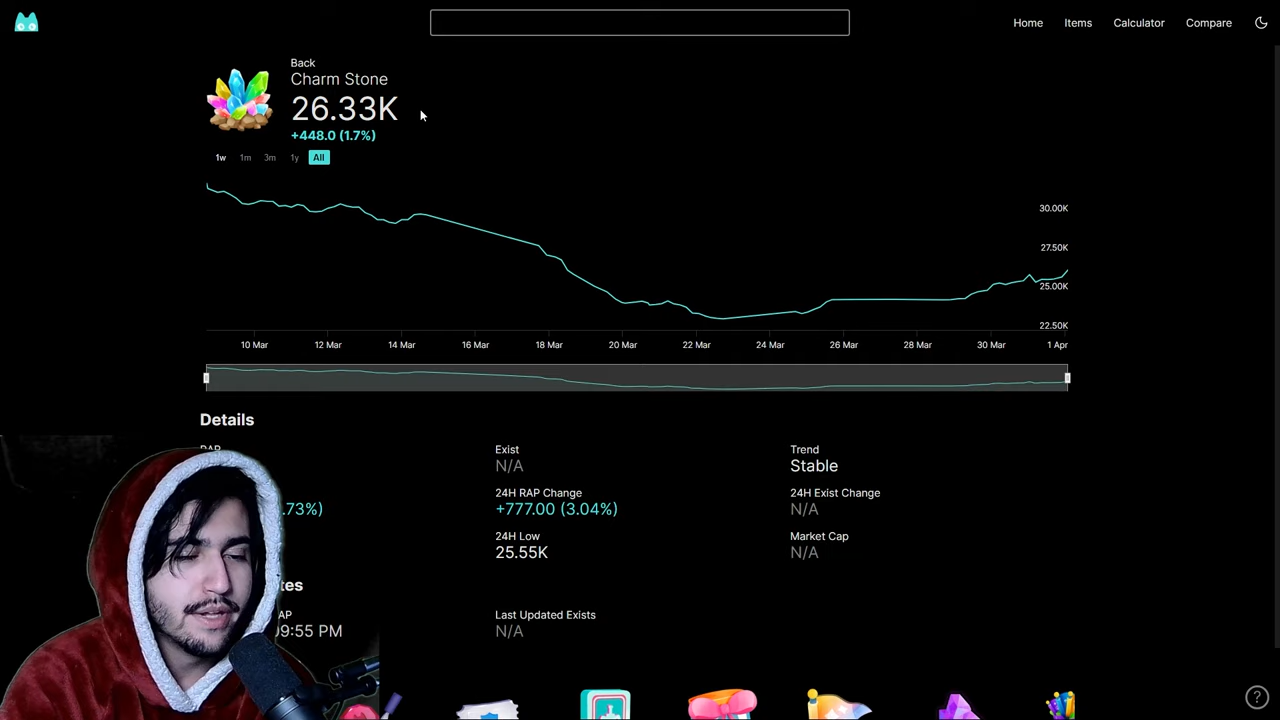 Home
Items
Calculator
Compare
Back
Charm Stone
26.33K
+448.0 (1.7%)
1w
1m
3m
1y
All
30.00K
27.50K
25.00K
22.50K
10 Mar
12 Mar
14 Mar
16 Mar
18 Mar
20 Mar
22 Mar
24 Mar
26 Mar
28 Mar
30 Mar
1 Apr
Details
Exist
N/A
Trend
Stable
.73%)
24H RAP Change
+777.00 (3.04%)
24H Exist Change
N/A
24H Low
25.55K
Market Cap
N/A
tes
AP
09:55 PM
Last Updated Exists
N/A
?